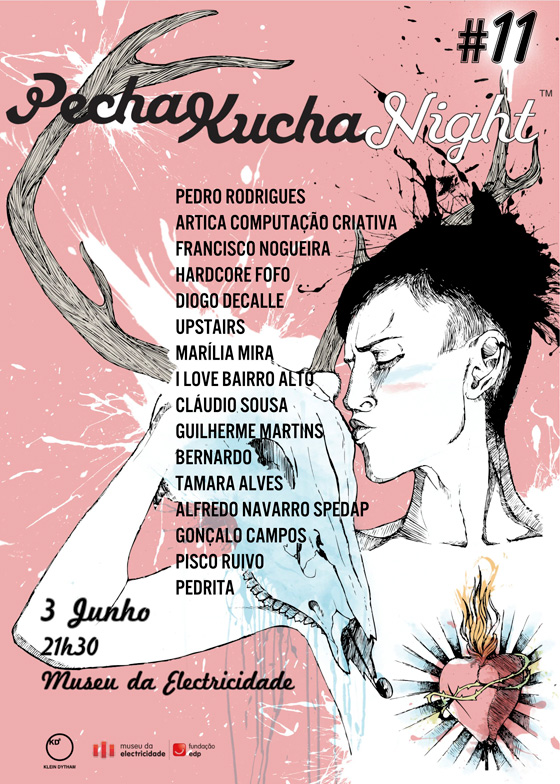 #11
PechaKuchaNight™
PEDRO RODRIGUES
ARTICA COMPUTAÇÃO CRIATIVA
FRANCISCO NOGUEIRA
HARDCORE FOFO
DIOGO DECALLE
UPSTAIRS
MARÍLIA MIRA
I LOVE BAIRRO ALTO
CLÁUDIO SOUSA
GUILHERME MARTINS
BERNARDO
TAMARA ALVES
ALFREDO NAVARRO SPEDAP
GONÇALO CAMPOS
PISCO RUIVO
PEDRITA
3 Junho
21h30
Museu da Electricidade
KD
KLEIN DYTHAM
museu da
electricidade
fundação
edp